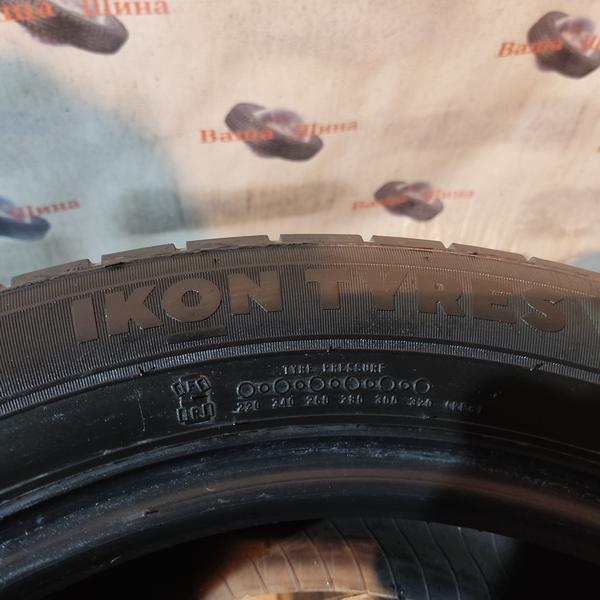 Ваша Шина
Ваша Шина
Ваша Шина
Ваша Шина
Шина
IKON TYRES
TYRE PRESSURE
220 240 260 280 300 320 (kPa)